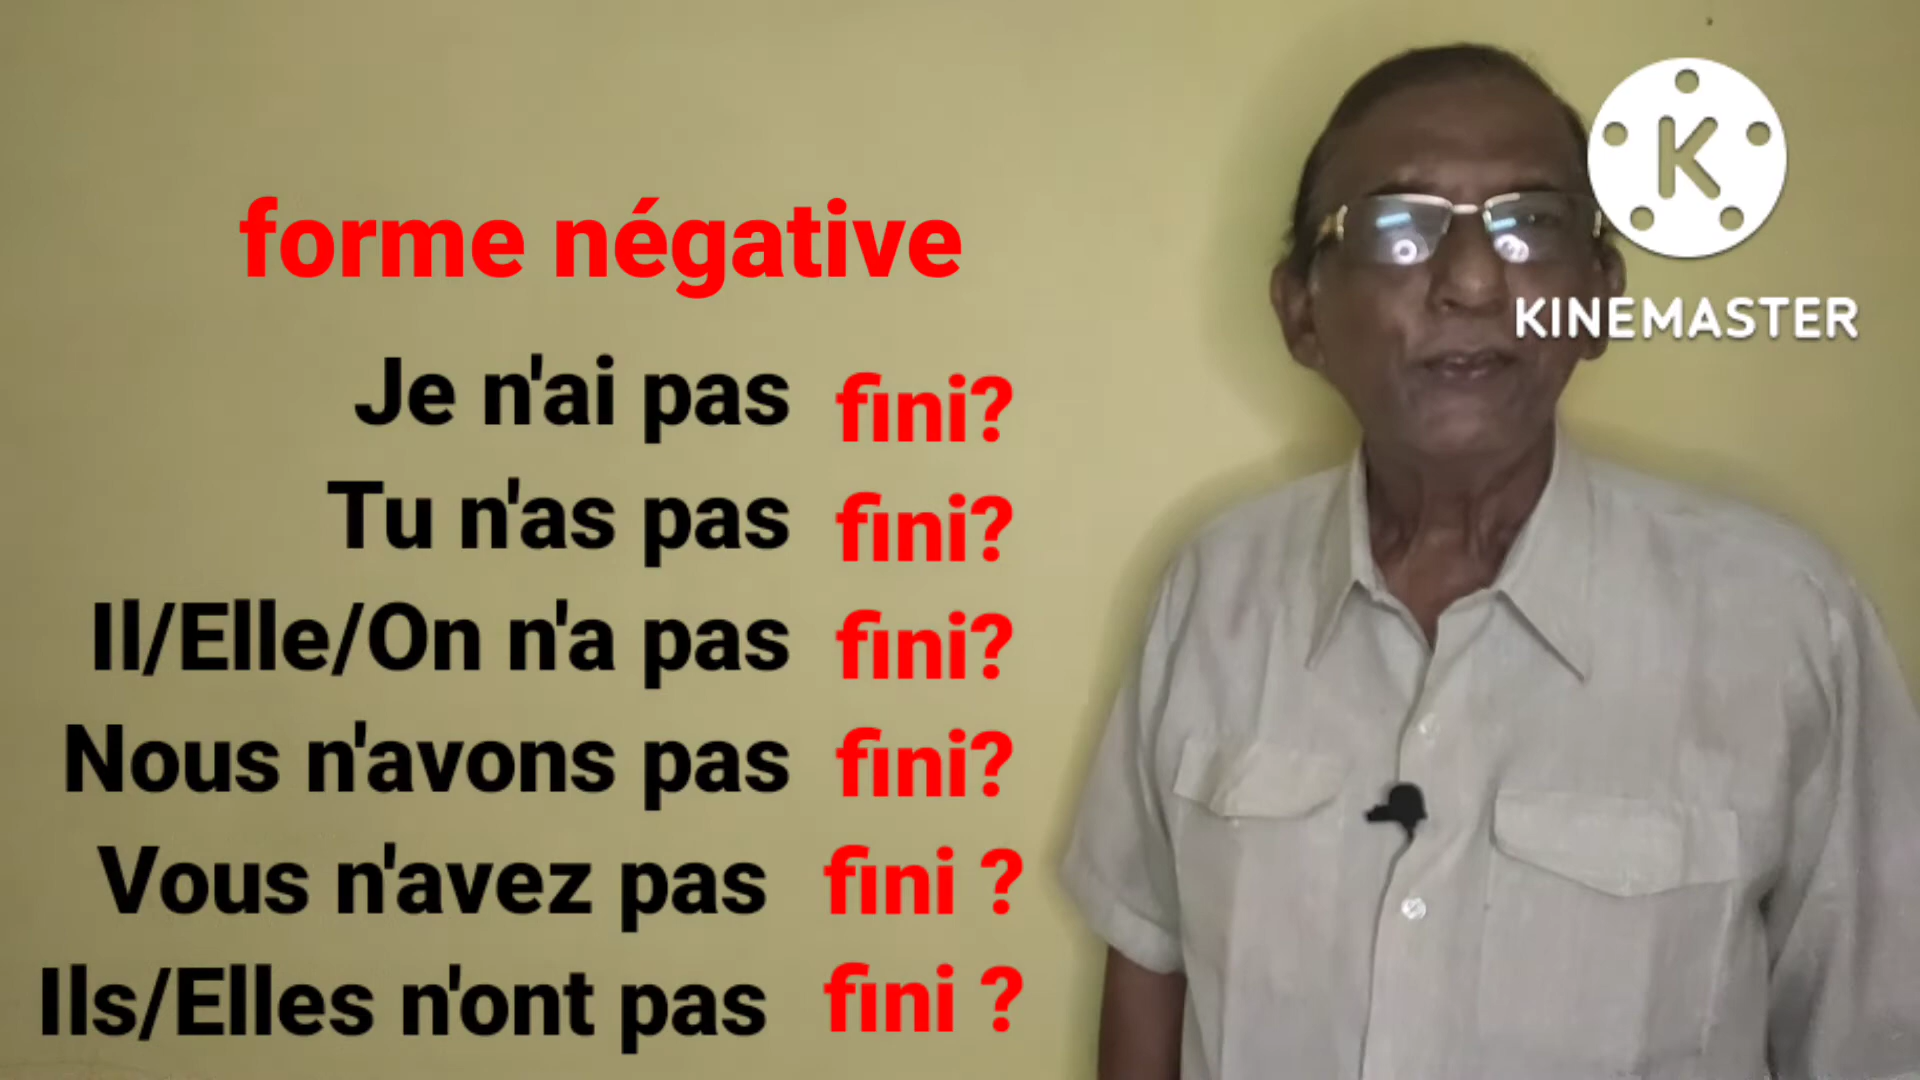 forme négative
Je n'ai pas fini?
Tu n'as pas fini?
Il/Elle/On n'a pas fini?
Nous n'avons pas fini?
Vous n'avez pas fini ?
Ils/Elles n'ont pas fini ?
K
KINEMASTER